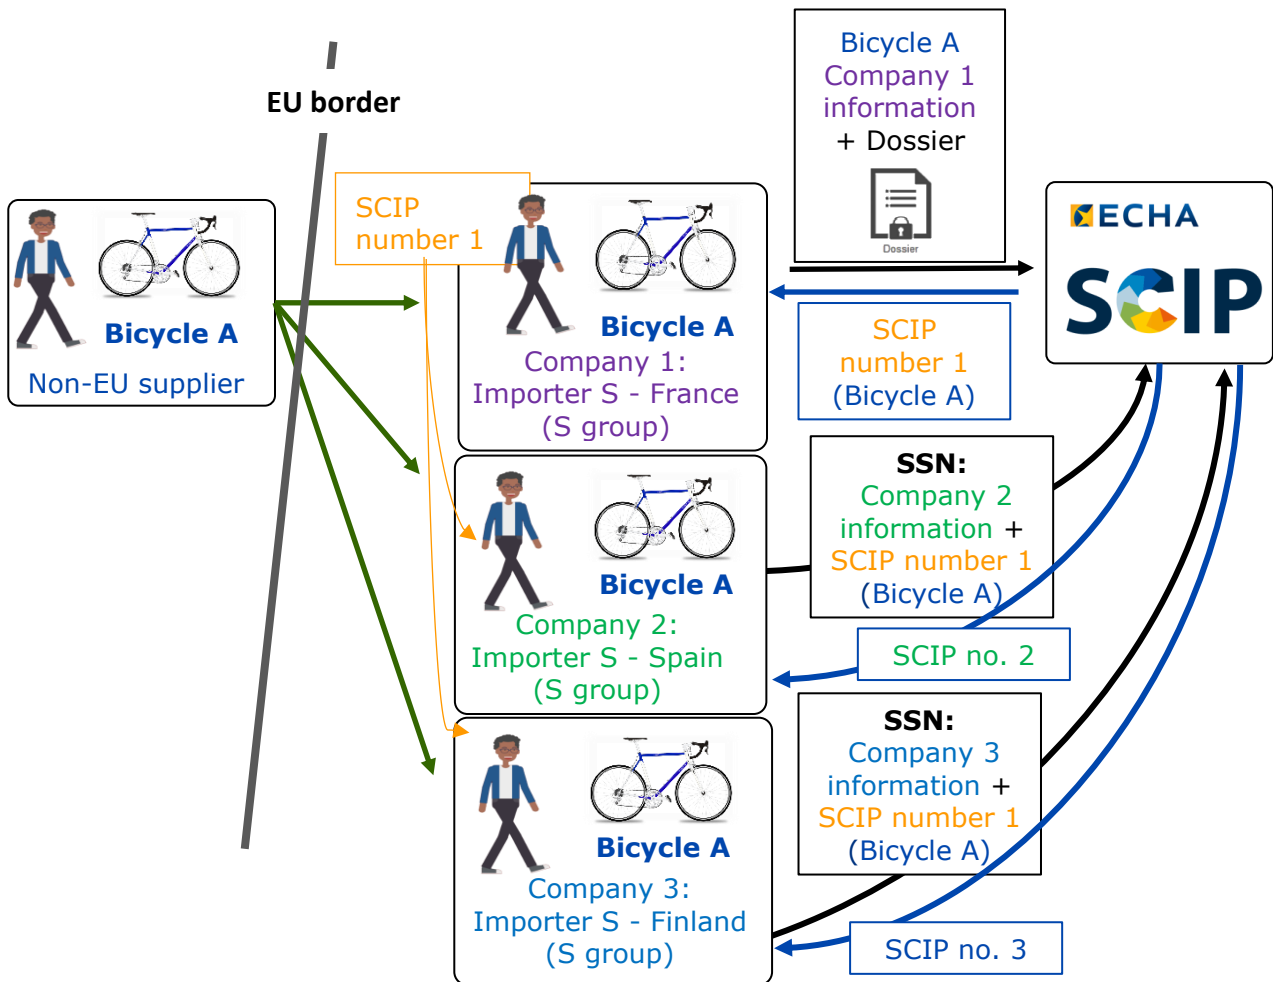 EU border
Bicycle A
Non-EU supplier
SCIP
number 1
Bicycle A
Company 1:
Importer S - France
(S group)
Bicycle A
Company 1
information
+ Dossier
Dossier
ECHA
SCIP
SCIP
number 1
(Bicycle A)
Bicycle A
Company 2:
Importer S - Spain
(S group)
SSN:
Company 2
information +
SCIP number 1
(Bicycle A)
SCIP no. 2
Bicycle A
Company 3:
Importer S - Finland
(S group)
SSN:
Company 3
information +
SCIP number 1
(Bicycle A)
SCIP no. 3